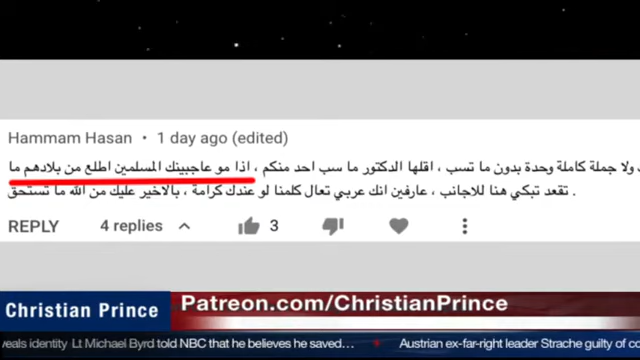 Hammam Hasan • 1 day ago (edited)
ولا جملة كاملة وحدة بدون ما تسب ، اقلها الدكتور ما سب احد منكم ، اذا مو عاجبينك المسلمين اطلع من بلادهم ما
تقعد تبكي هنا للاجانب ، عارفين انك عربي تعال كلمنا لو عندك كرامة ، بالاخير عليك من الله ما تستحق .
REPLY 4 replies 3
Christian Prince
Patreon.com/ChristianPrince
eveals identity Lt Michael Byrd told NBC that he believes he saved… • Austrian ex-far-right leader Strache guilty of co